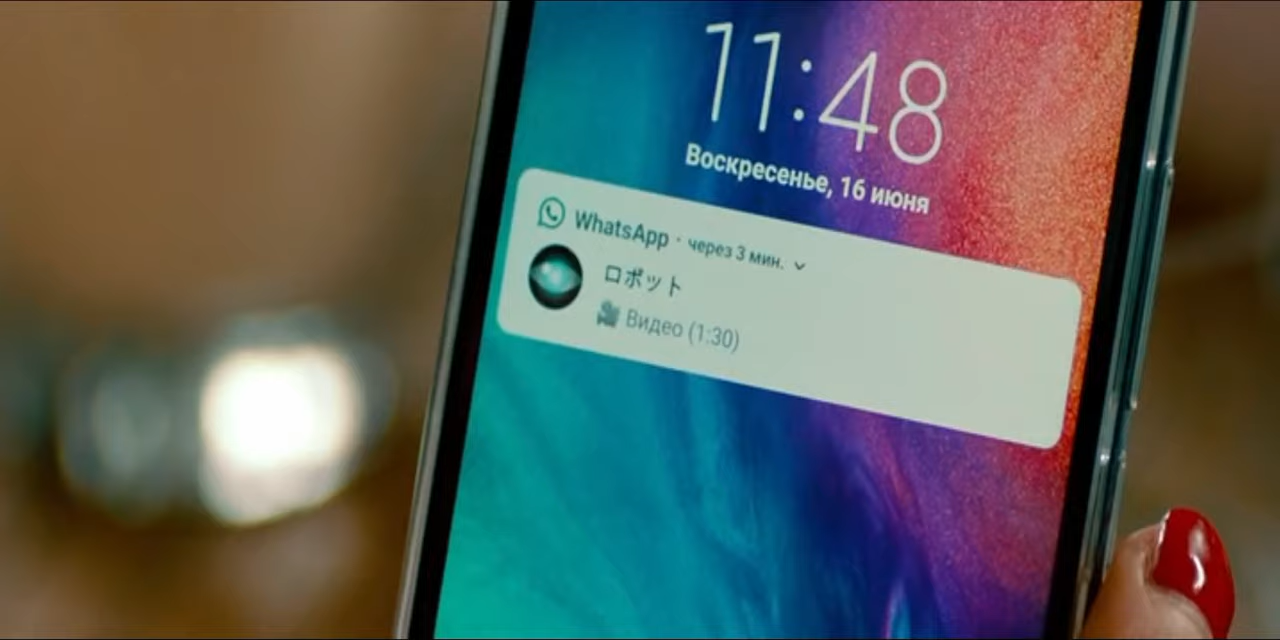 11:48
Воскресенье, 16 июня
WhatsApp · через 3 мин.
ロボット
Видео (1:30)